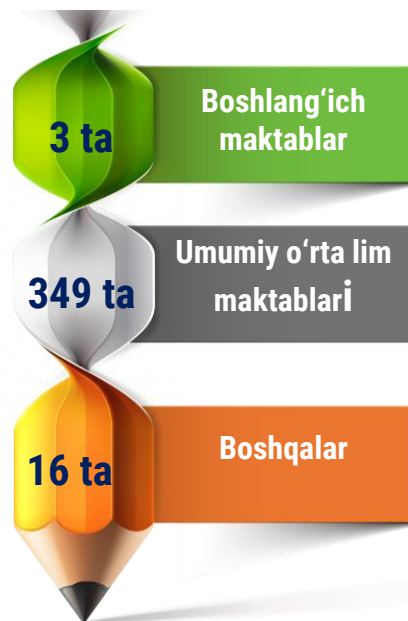 3 ta
Boshlang‘ich
maktablar
349 ta
Umumiy o‘rta lim
maktablari
16 ta
Boshqalar